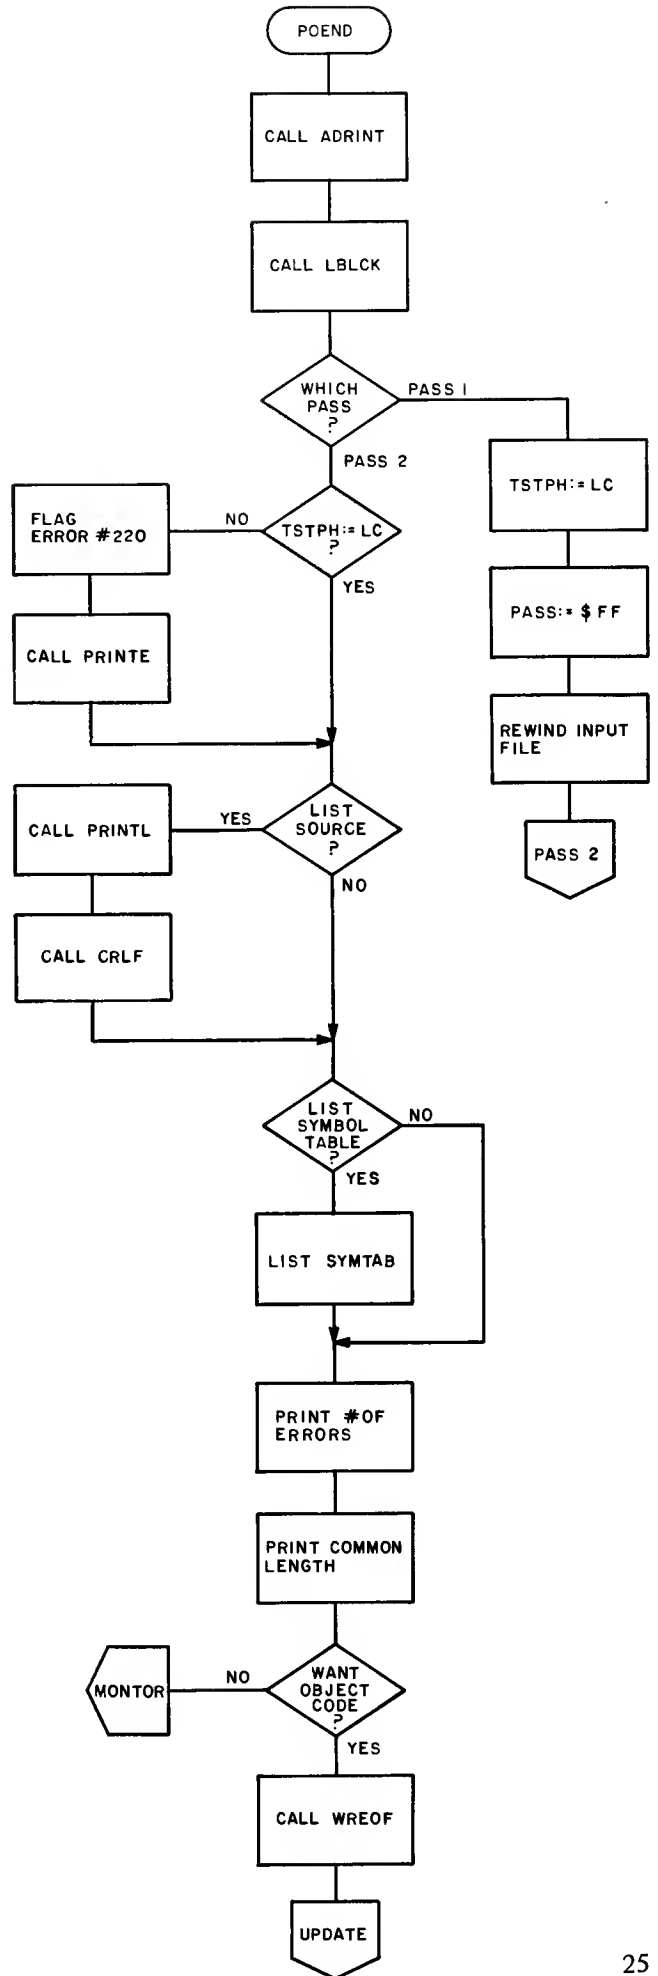 POEND
CALL ADRINT
CALL LBLCK
WHICH
PASS
?
PASS 1
PASS 2
TSTPH:= LC
PASS:= $FF
REWIND INPUT
FILE
PASS 2
TSTPH:= LC
?
NO
YES
FLAG
ERROR #220
CALL PRINTE
LIST
SOURCE
?
YES
NO
CALL PRINTL
CALL CRLF
LIST
SYMBOL
TABLE
?
NO
YES
LIST SYMTAB
PRINT #OF
ERRORS
PRINT COMMON
LENGTH
WANT
OBJECT
CODE
?
NO
MONTOR
YES
CALL WREOF
UPDATE
25